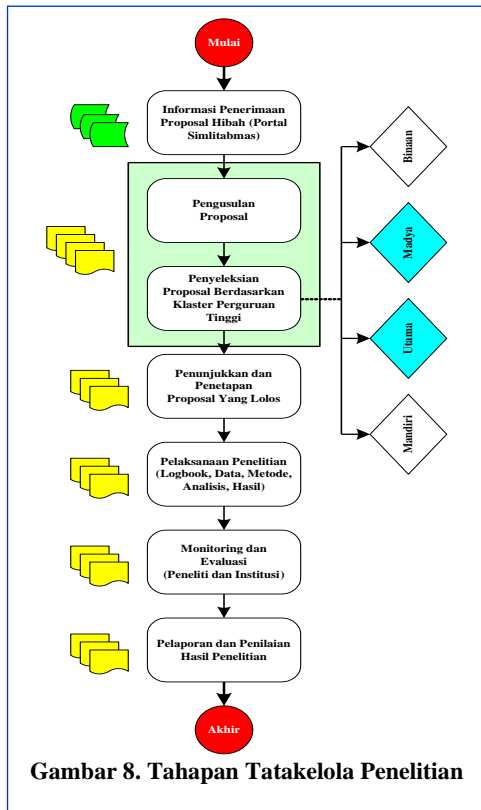 Mulai
Informasi Penerimaan
Proposal Hibah (Portal
Simlitabmas)
Pengusulan
Proposal
Penyeleksian
Proposal Berdasarkan
Klaster Perguruan
Tinggi
Binaan
Madya
Utama
Mandiri
Penunjukkan dan
Penetapan
Proposal Yang Lolos
Pelaksanaan Penelitian
(Logbook, Data, Metode,
Analisis, Hasil)
Monitoring dan
Evaluasi
(Peneliti dan Institusi)
Pelaporan dan Penilaian
Hasil Penelitian
Akhir
Gambar 8. Tahapan Tatakelola Penelitian